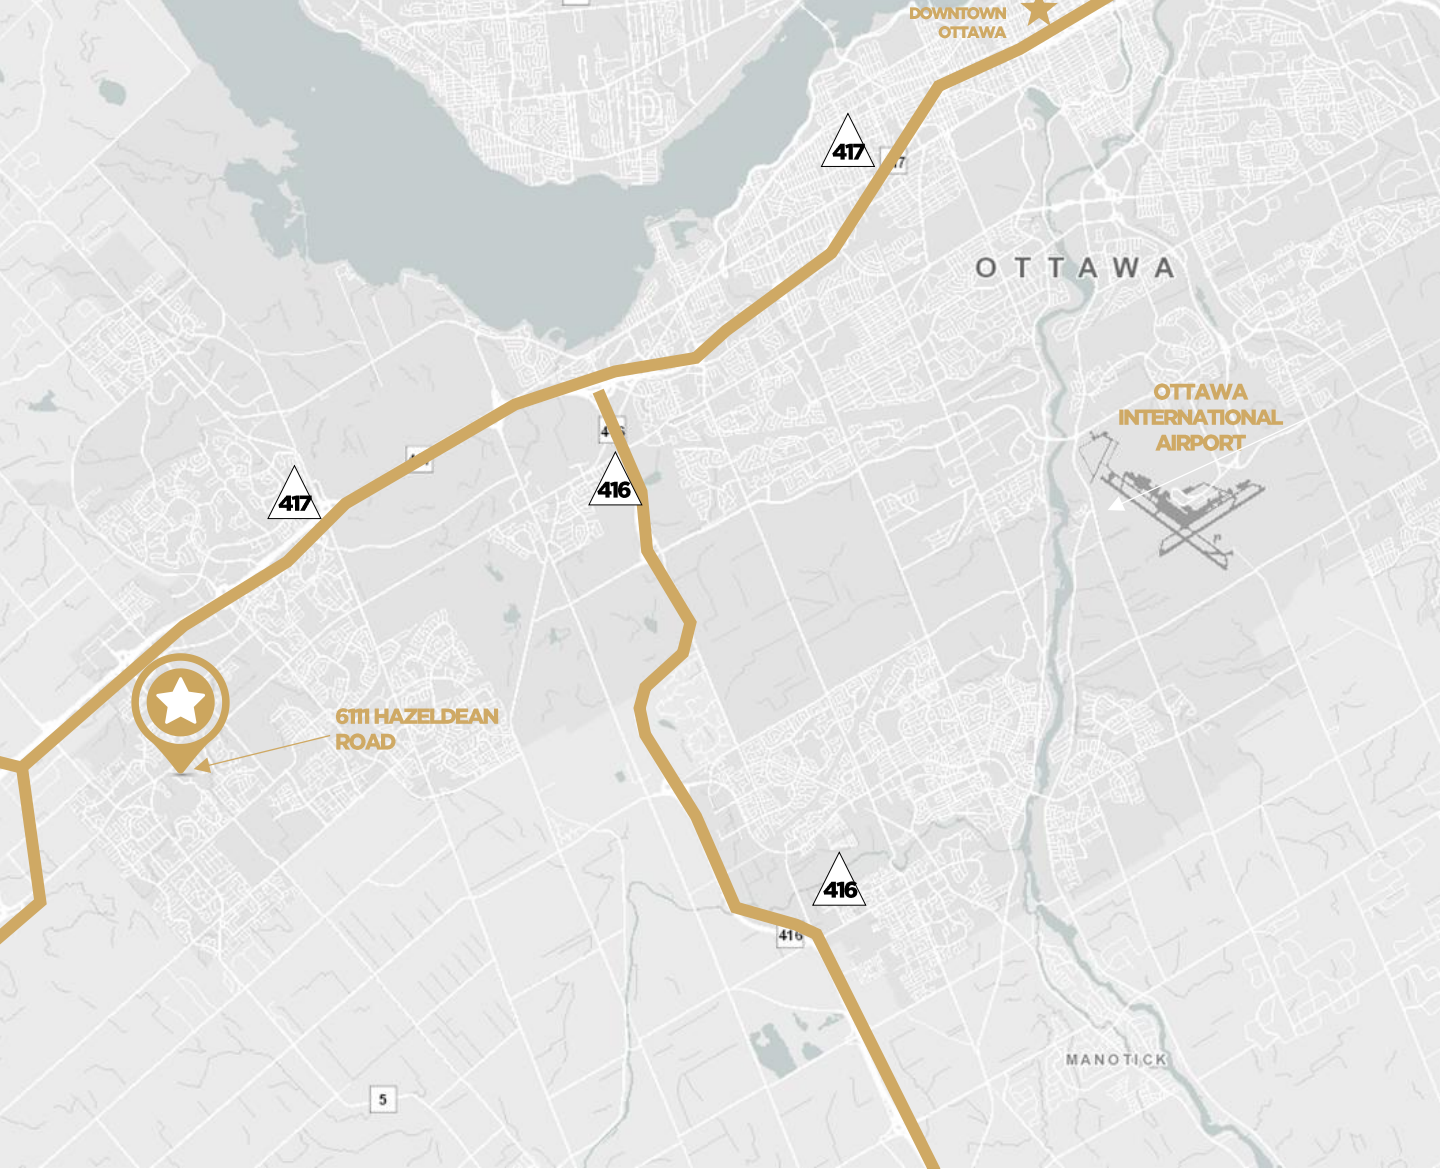 DOWNTOWN
OTTAWA
417
OTTAWA
OTTAWA
INTERNATIONAL
AIRPORT
417
416
6111 HAZELDEAN
ROAD
416
416
MANOTICK
5